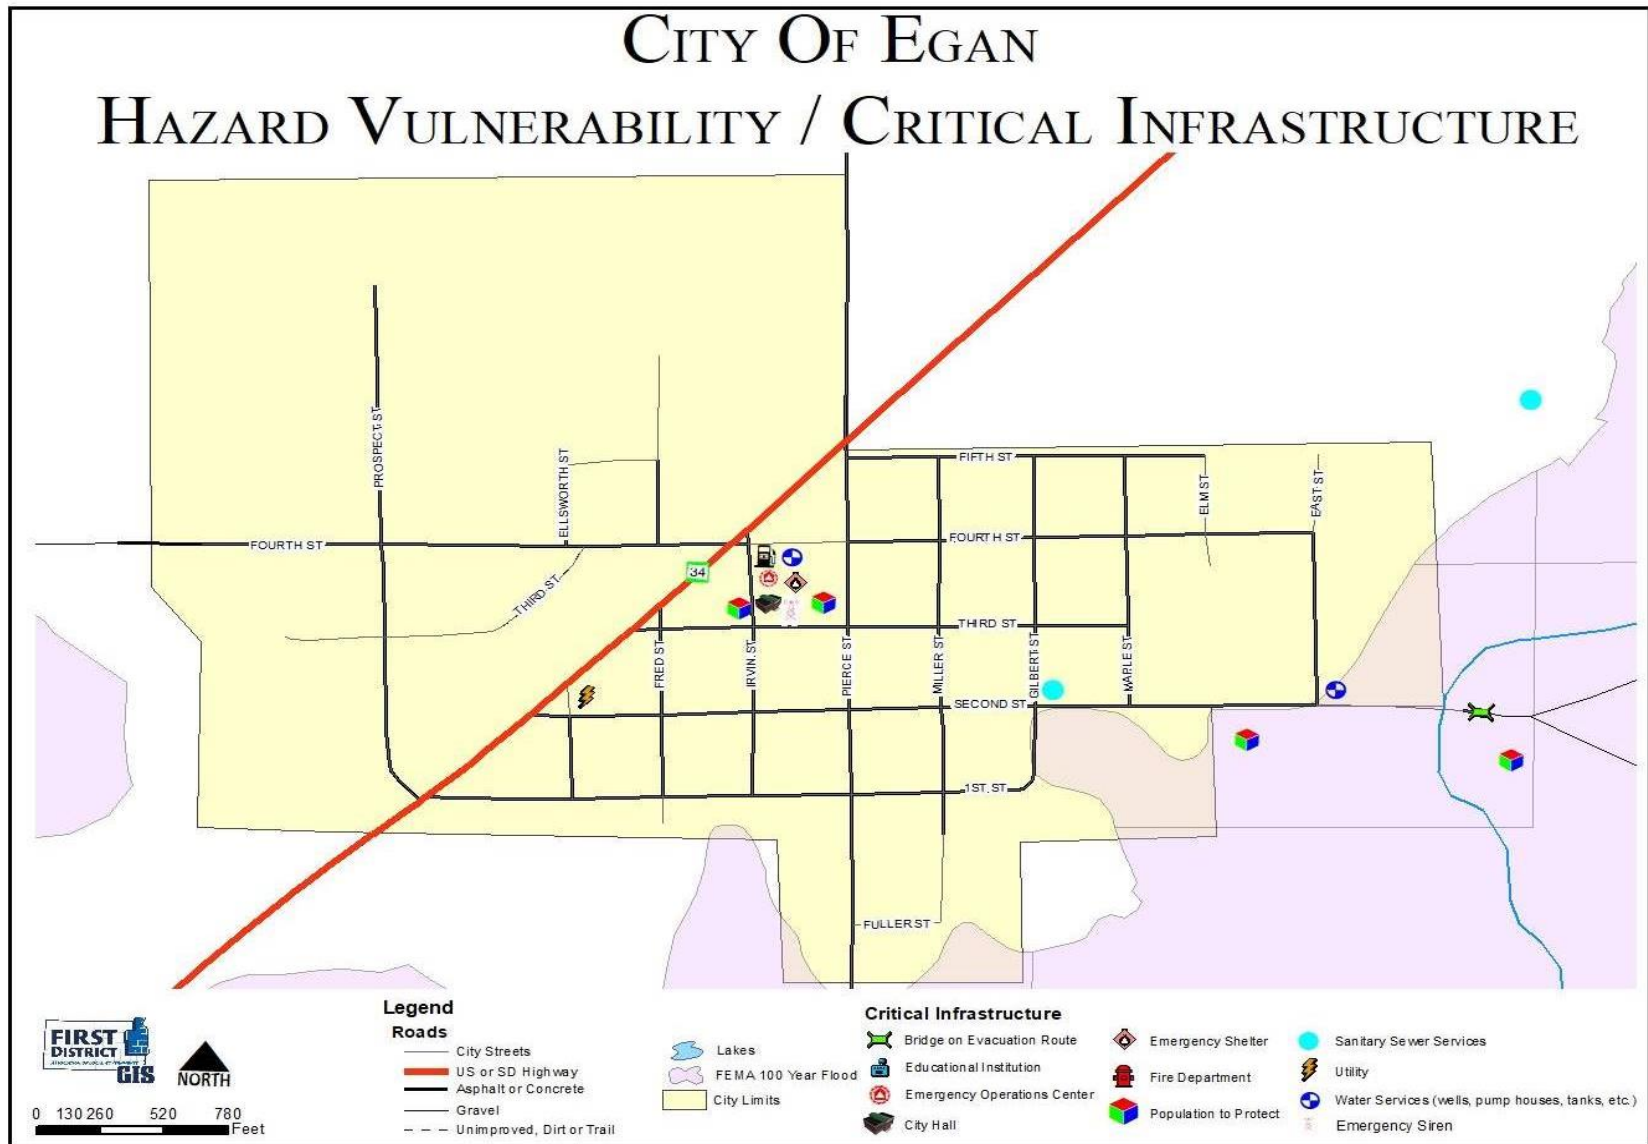 CITY OF EGAN
HAZARD VULNERABILITY / CRITICAL INFRASTRUCTURE
PROSPECT ST
ELLSWORTH ST
FIFTH ST
ELM ST
EAST ST
FOURTH ST
FOURTH ST
34
THIRD ST
THIRD ST
FRED ST
IRVIN ST
PIERCE ST
MILLER ST
GILBERT ST
MAPLE ST
SECOND ST
1ST ST
FULLER ST
FIRST
DISTRICT
GIS
NORTH
0 130 260 520 780
Feet
Legend
Roads
City Streets
US or SD Highway
Asphalt or Concrete
Gravel
Unimproved, Dirt or Trail
Lakes
FEMA 100 Year Flood
City Limits
Critical Infrastructure
Bridge on Evacuation Route
Educational Institution
Emergency Operations Center
City Hall
Emergency Shelter
Fire Department
Population to Protect
Sanitary Sewer Services
Utility
Water Services (wells, pump houses, tanks, etc.)
Emergency Siren